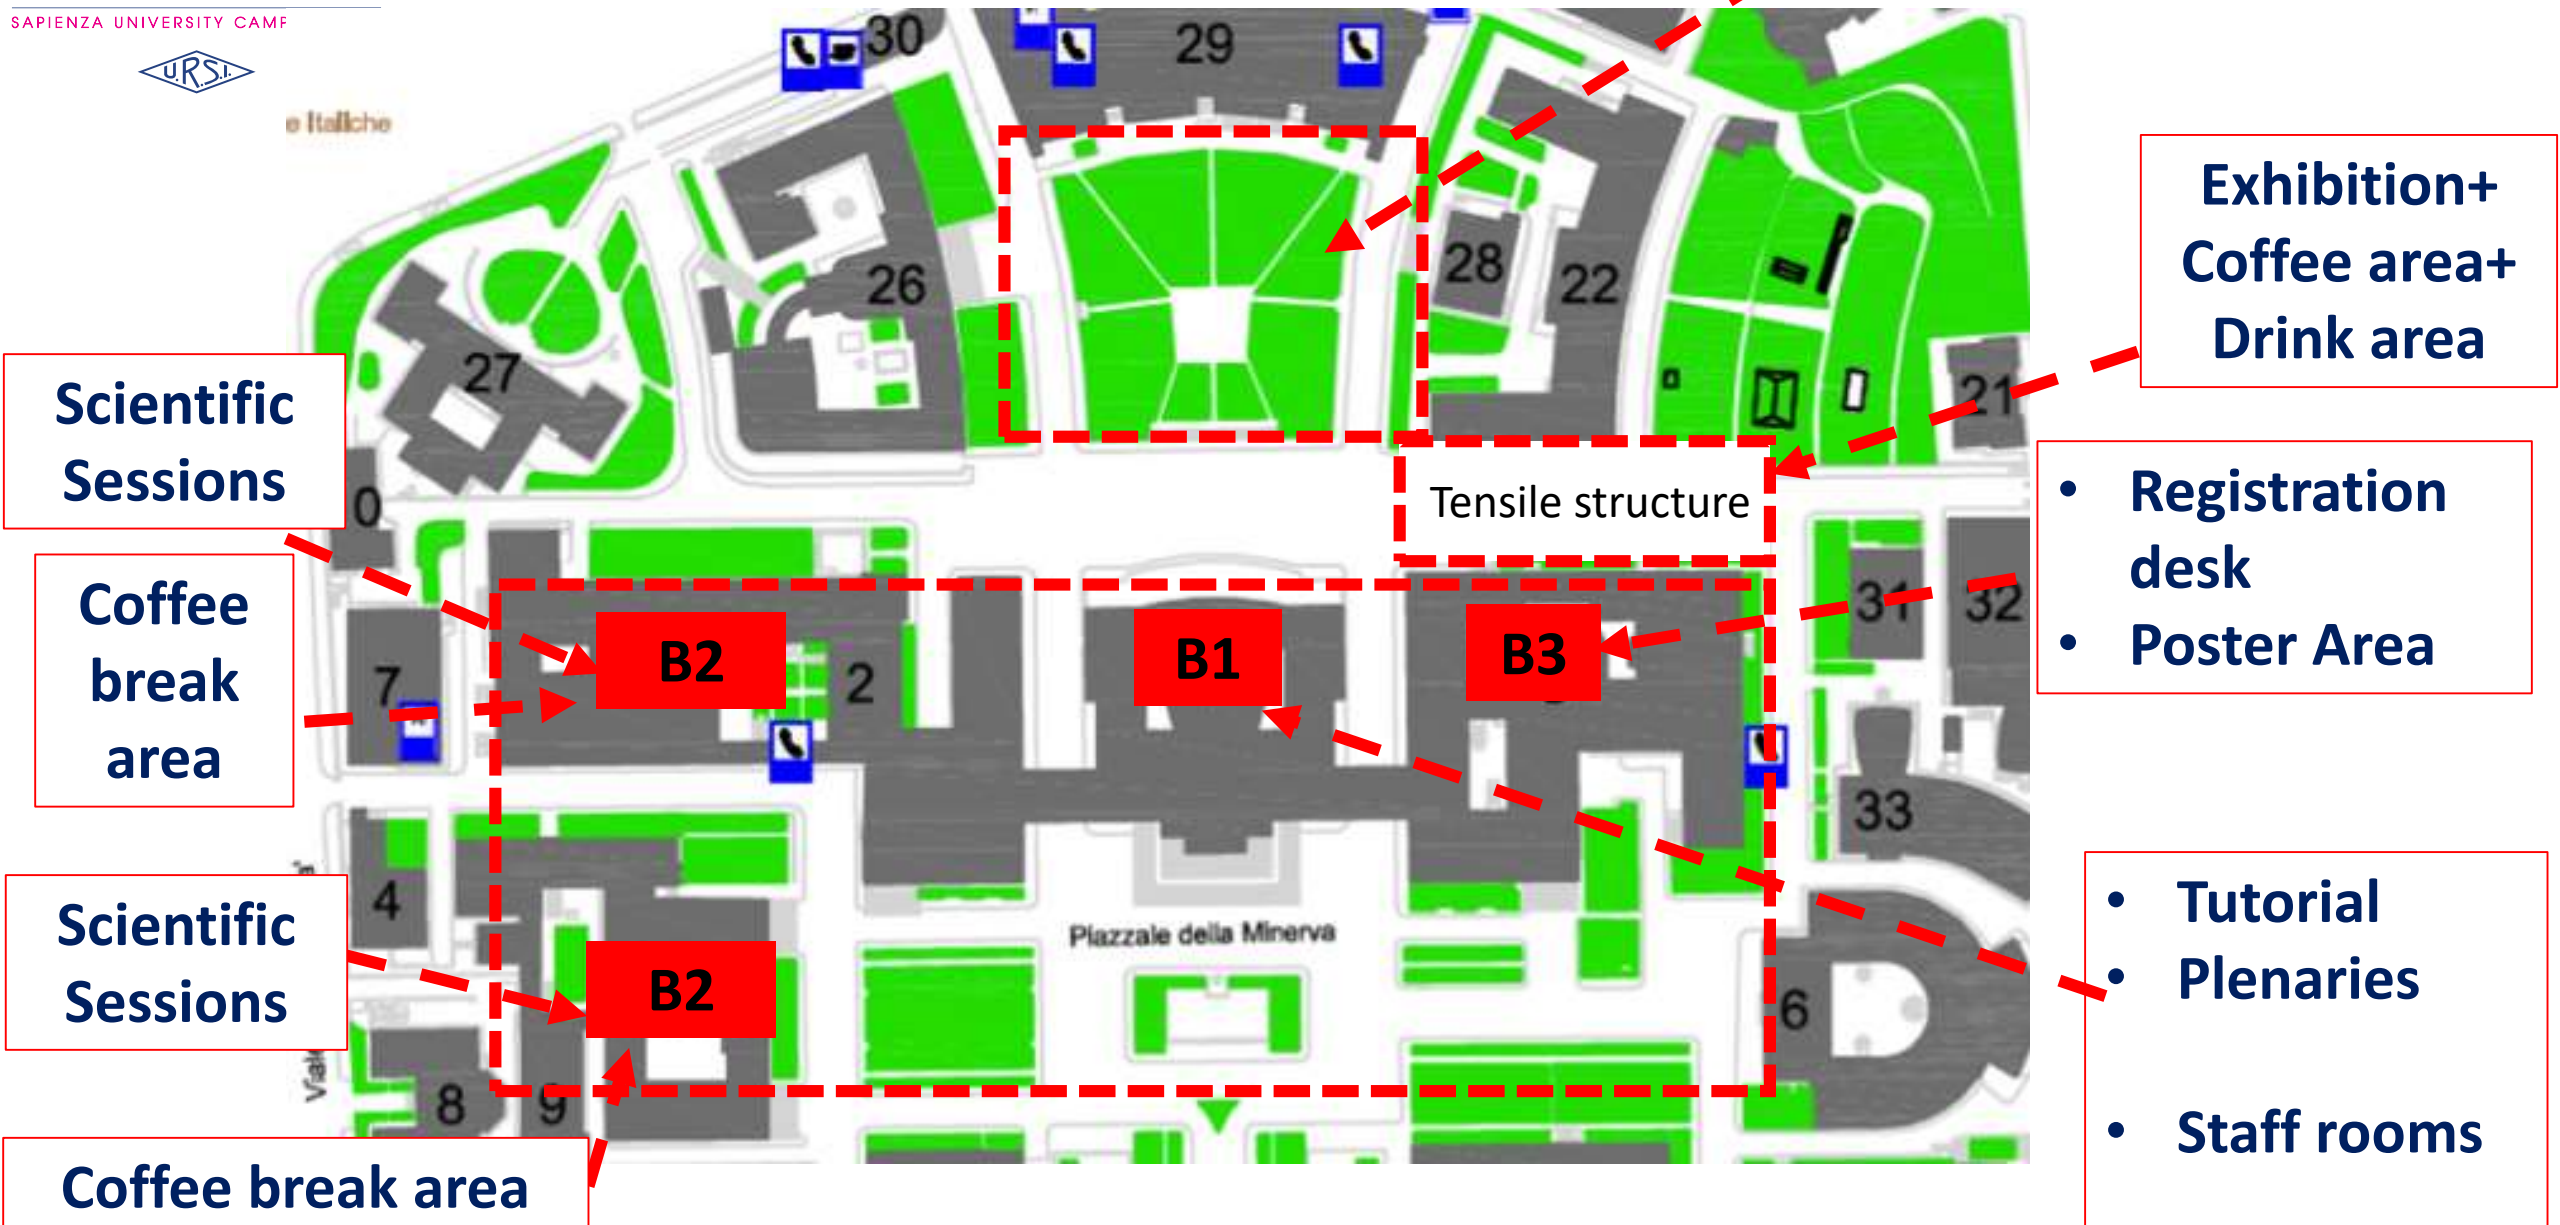 SAPIENZA UNIVERSITY CAMP
U.R.S.I.
e Italiche
30
29
26
28
22
27
21
Exhibition+
Coffee area+
Drink area
Scientific
Sessions
0
Tensile structure
• Registration
desk
• Poster Area
Coffee
break
area
B2
2
B1
B3
31
32
7
33
4
Piazzale della Minerva
Scientific
Sessions
B2
6
• Tutorial
• Plenaries
• Staff rooms
Vial
8
9
Coffee break area